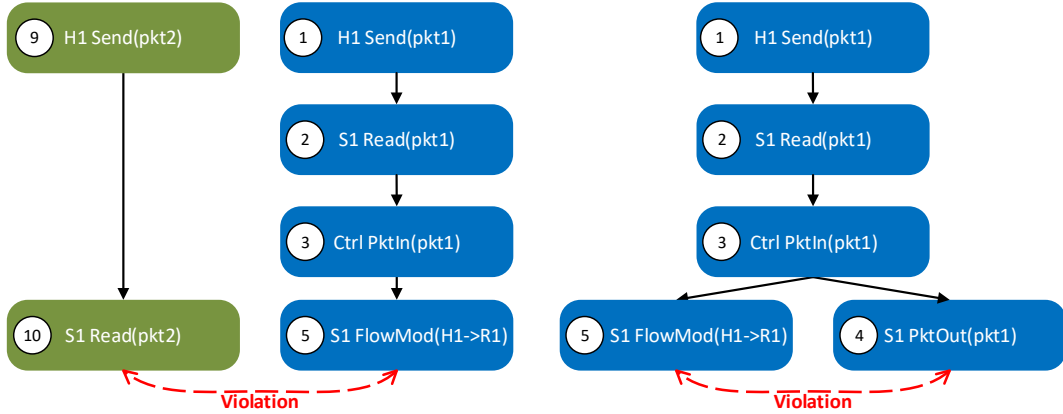 9 H1 Send(pkt2)
1 H1 Send(pkt1)
1 H1 Send(pkt1)
2 S1 Read(pkt1)
2 S1 Read(pkt1)
3 Ctrl PktIn(pkt1)
3 Ctrl PktIn(pkt1)
10 S1 Read(pkt2)
5 S1 FlowMod(H1->R1)
5 S1 FlowMod(H1->R1)
4 S1 PktOut(pkt1)
Violation
Violation